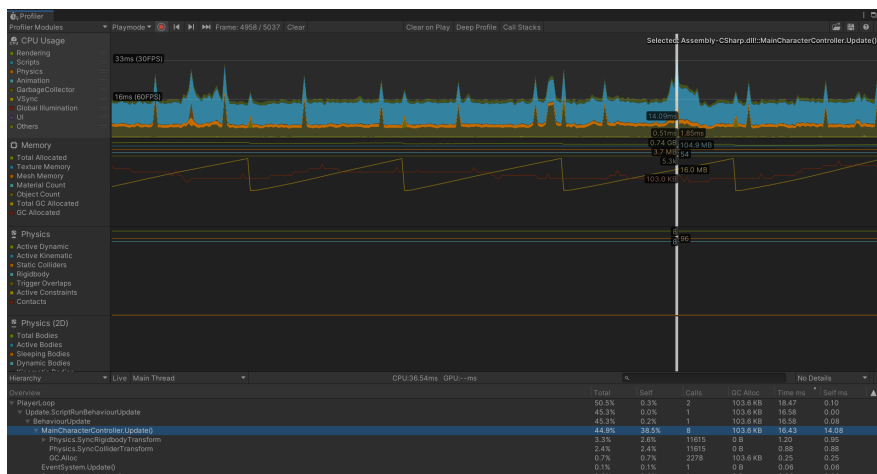 Profiler
Profiler Modules Playmode Frame: 4958 / 5037 Clear Clear on Play Deep Profile Call Stacks
CPU Usage
Selected: Assembly-CSharp.dll!::MainCharacterController.Update()
Rendering
Scripts
Physics
Animation
GarbageCollector
VSync
Global Illumination
UI
Others
33ms (30FPS)
16ms (60FPS)
14.09ms
0.51ms 1.85ms
Memory
Total Allocated
Texture Memory
Mesh Memory
Material Count
Object Count
Total GC Allocated
GC Allocated
0.74 GB 104.9 MB
3.7 MB 54
5.3k
16.0 MB
103.0 KB
Physics
Active Dynamic
Active Kinematic
Static Colliders
Rigidbody
Trigger Overlaps
Active Constraints
Contacts
96
Physics (2D)
Total Bodies
Active Bodies
Sleeping Bodies
Dynamic Bodies
Hierarchy Live Main Thread CPU:36.54ms GPU:--ms No Details
Overview Total Self Calls GC Alloc Time ms Self ms
PlayerLoop 50.5% 0.3% 2 103.6 KB 18.47 0.10
Update.ScriptRunBehaviourUpdate 45.3% 0.0% 1 103.6 KB 16.58 0.00
BehaviourUpdate 45.3% 0.2% 1 103.6 KB 16.58 0.08
MainCharacterController.Update() 44.9% 38.5% 8 103.6 KB 16.43 14.08
Physics.SyncRigidbodyTransform 3.3% 2.6% 11615 0 B 1.20 0.95
Physics.SyncColliderTransform 2.4% 2.4% 11615 0 B 0.88 0.88
GC.Alloc 0.7% 0.7% 2278 103.6 KB 0.25 0.25
EventSystem.Update() 0.1% 0.1% 1 0 B 0.06 0.06